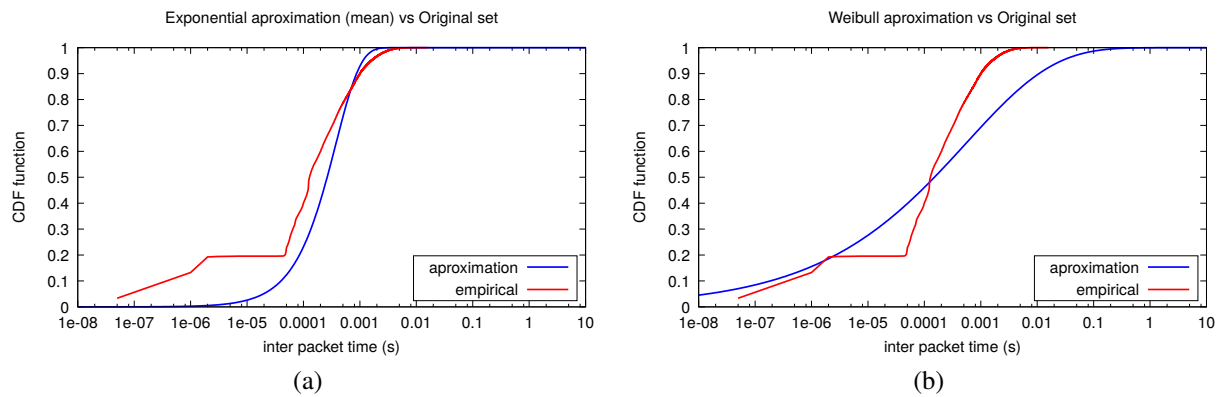 Exponential aproximation (mean) vs Original set
1
0.9
0.8
0.7
0.6
0.5
0.4
0.3
0.2
0.1
0
CDF function
aproximation
empirical
1e-08 1e-07 1e-06 1e-05 0.0001 0.001 0.01 0.1 1 10
inter packet time (s)
(a)
Weibull aproximation vs Original set
1
0.9
0.8
0.7
0.6
0.5
0.4
0.3
0.2
0.1
0
CDF function
aproximation
empirical
1e-08 1e-07 1e-06 1e-05 0.0001 0.001 0.01 0.1 1 10
inter packet time (s)
(b)